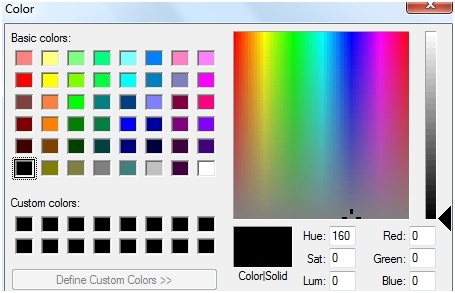 Color
Basic colors:
Custom colors:
Define Custom Colors >>
Color|Solid
Hue: 160
Sat: 0
Lum: 0
Red: 0
Green: 0
Blue: 0